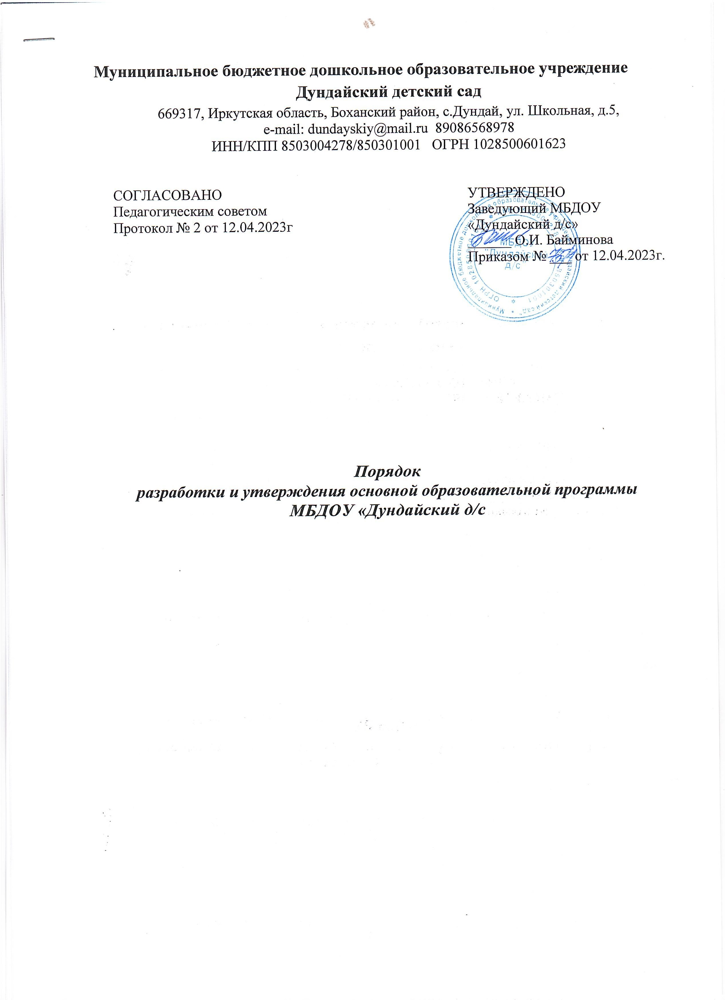 Муниципальное бюджетное дошкольное образовательное учреждение
Дундайский детский сад
669317, Иркутская область, Боханский район, с.Дундай, ул. Школьная, д.5,
e-mail: dundayskiy@mail.ru 89086568978
ИНН/КПП 8503004278/850301001 ОГРН 1028500601623
СОГЛАСОВАНО
Педагогическим советом
Протокол № 2 от 12.04.2023г
УТВЕРЖДЕНО
Заведующий МБДОУ
«Дундайский д/с»
О.И. Байминова
Приказом № от 12.04.2023г.
МБДОУ
"Дундайский
д/с"
Порядок
разработки и утверждения основной образовательной программы
МБДОУ «Дундайский д/с